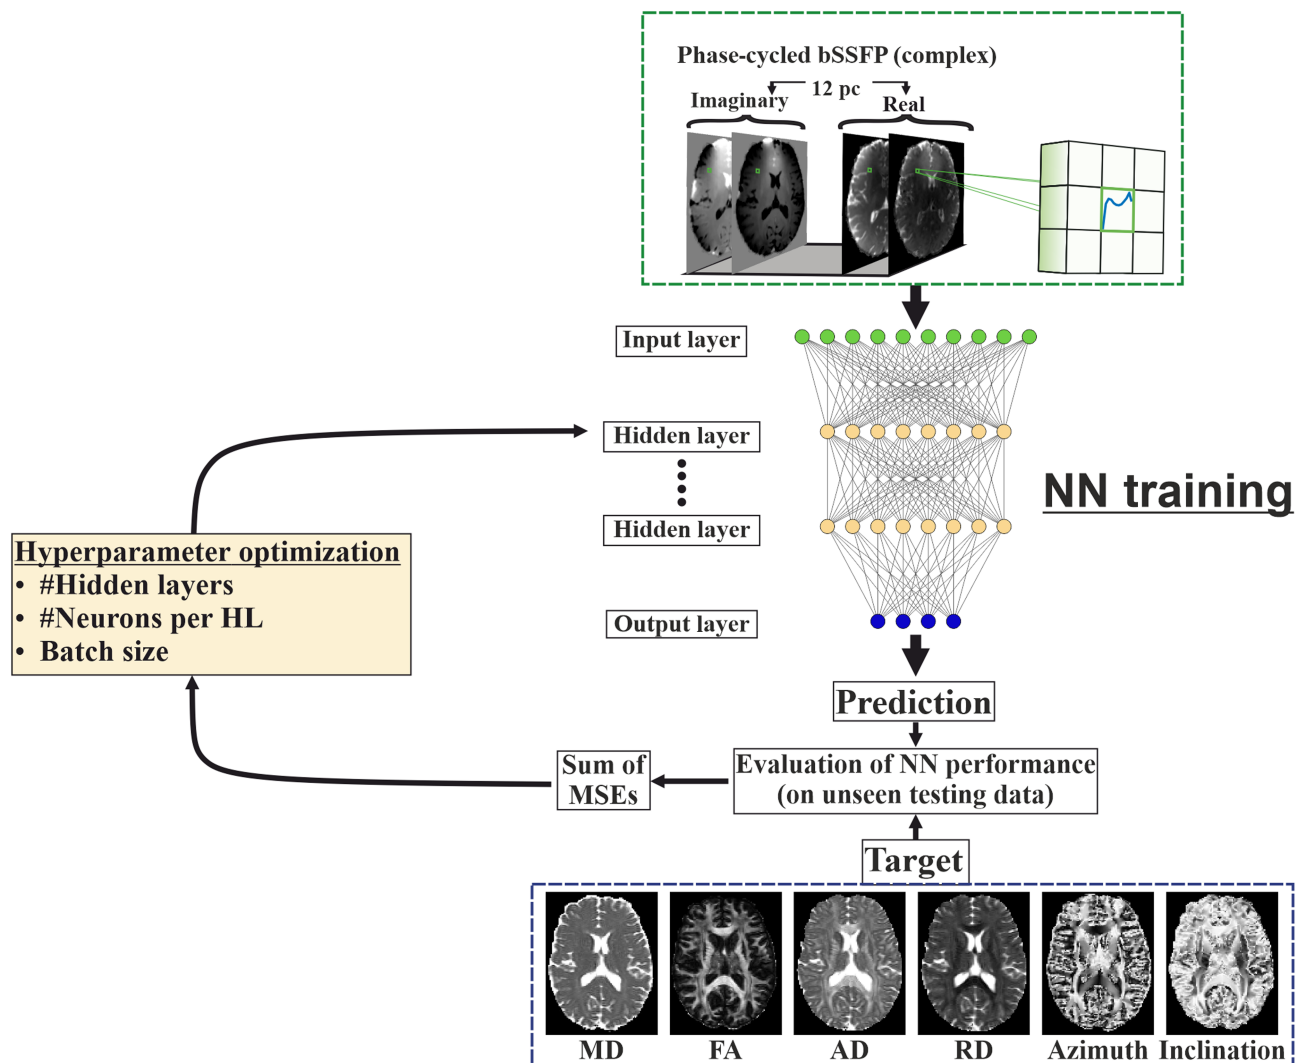 Phase-cycled bSSFP (complex)
12 pc
Imaginary
Real
Input layer
Hidden layer
Hidden layer
Output layer
NN training
Hyperparameter optimization
• #Hidden layers
• #Neurons per HL
• Batch size
Prediction
Sum of
MSEs
Evaluation of NN performance
(on unseen testing data)
Target
MD
FA
AD
RD
Azimuth
Inclination